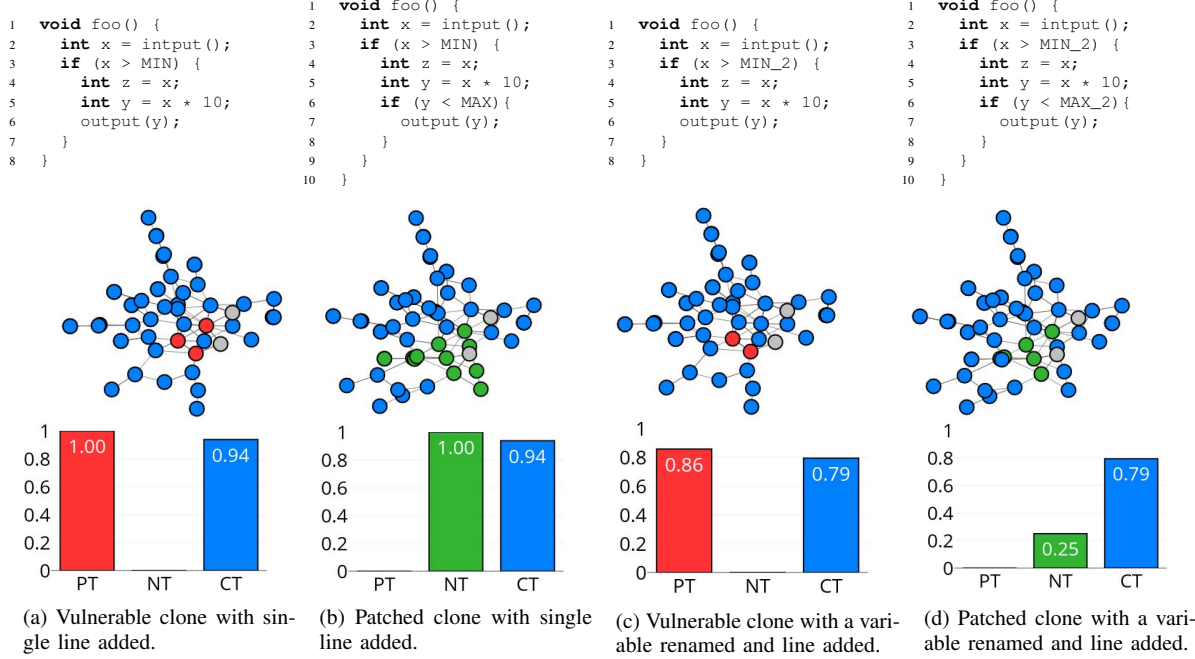 1 void foo() {
2 int x = intput();
3 if (x > MIN) {
4 int z = x;
5 int y = x * 10;
6 output(y);
7 }
8 }
1 void foo() {
2 int x = intput();
3 if (x > MIN) {
4 int z = x;
5 int y = x * 10;
6 if (y < MAX){
7 output(y);
8 }
9 }
10 }
1 void foo() {
2 int x = intput();
3 if (x > MIN_2) {
4 int z = x;
5 int y = x * 10;
6 output(y);
7 }
8 }
1 void foo() {
2 int x = intput();
3 if (x > MIN_2) {
4 int z = x;
5 int y = x * 10;
6 if (y < MAX_2){
7 output(y);
8 }
9 }
10 }
1
0.8
0.6
0.4
0.2
0
1.00
0.94
PT NT CT
(a) Vulnerable clone with sin-
gle line added.
1
0.8
0.6
0.4
0.2
0
1.00
0.94
PT NT CT
(b) Patched clone with single
line added.
1
0.8
0.6
0.4
0.2
0
0.86
0.79
PT NT CT
(c) Vulnerable clone with a vari-
able renamed and line added.
1
0.8
0.6
0.4
0.2
0
0.25
0.79
PT NT CT
(d) Patched clone with a vari-
able renamed and line added.